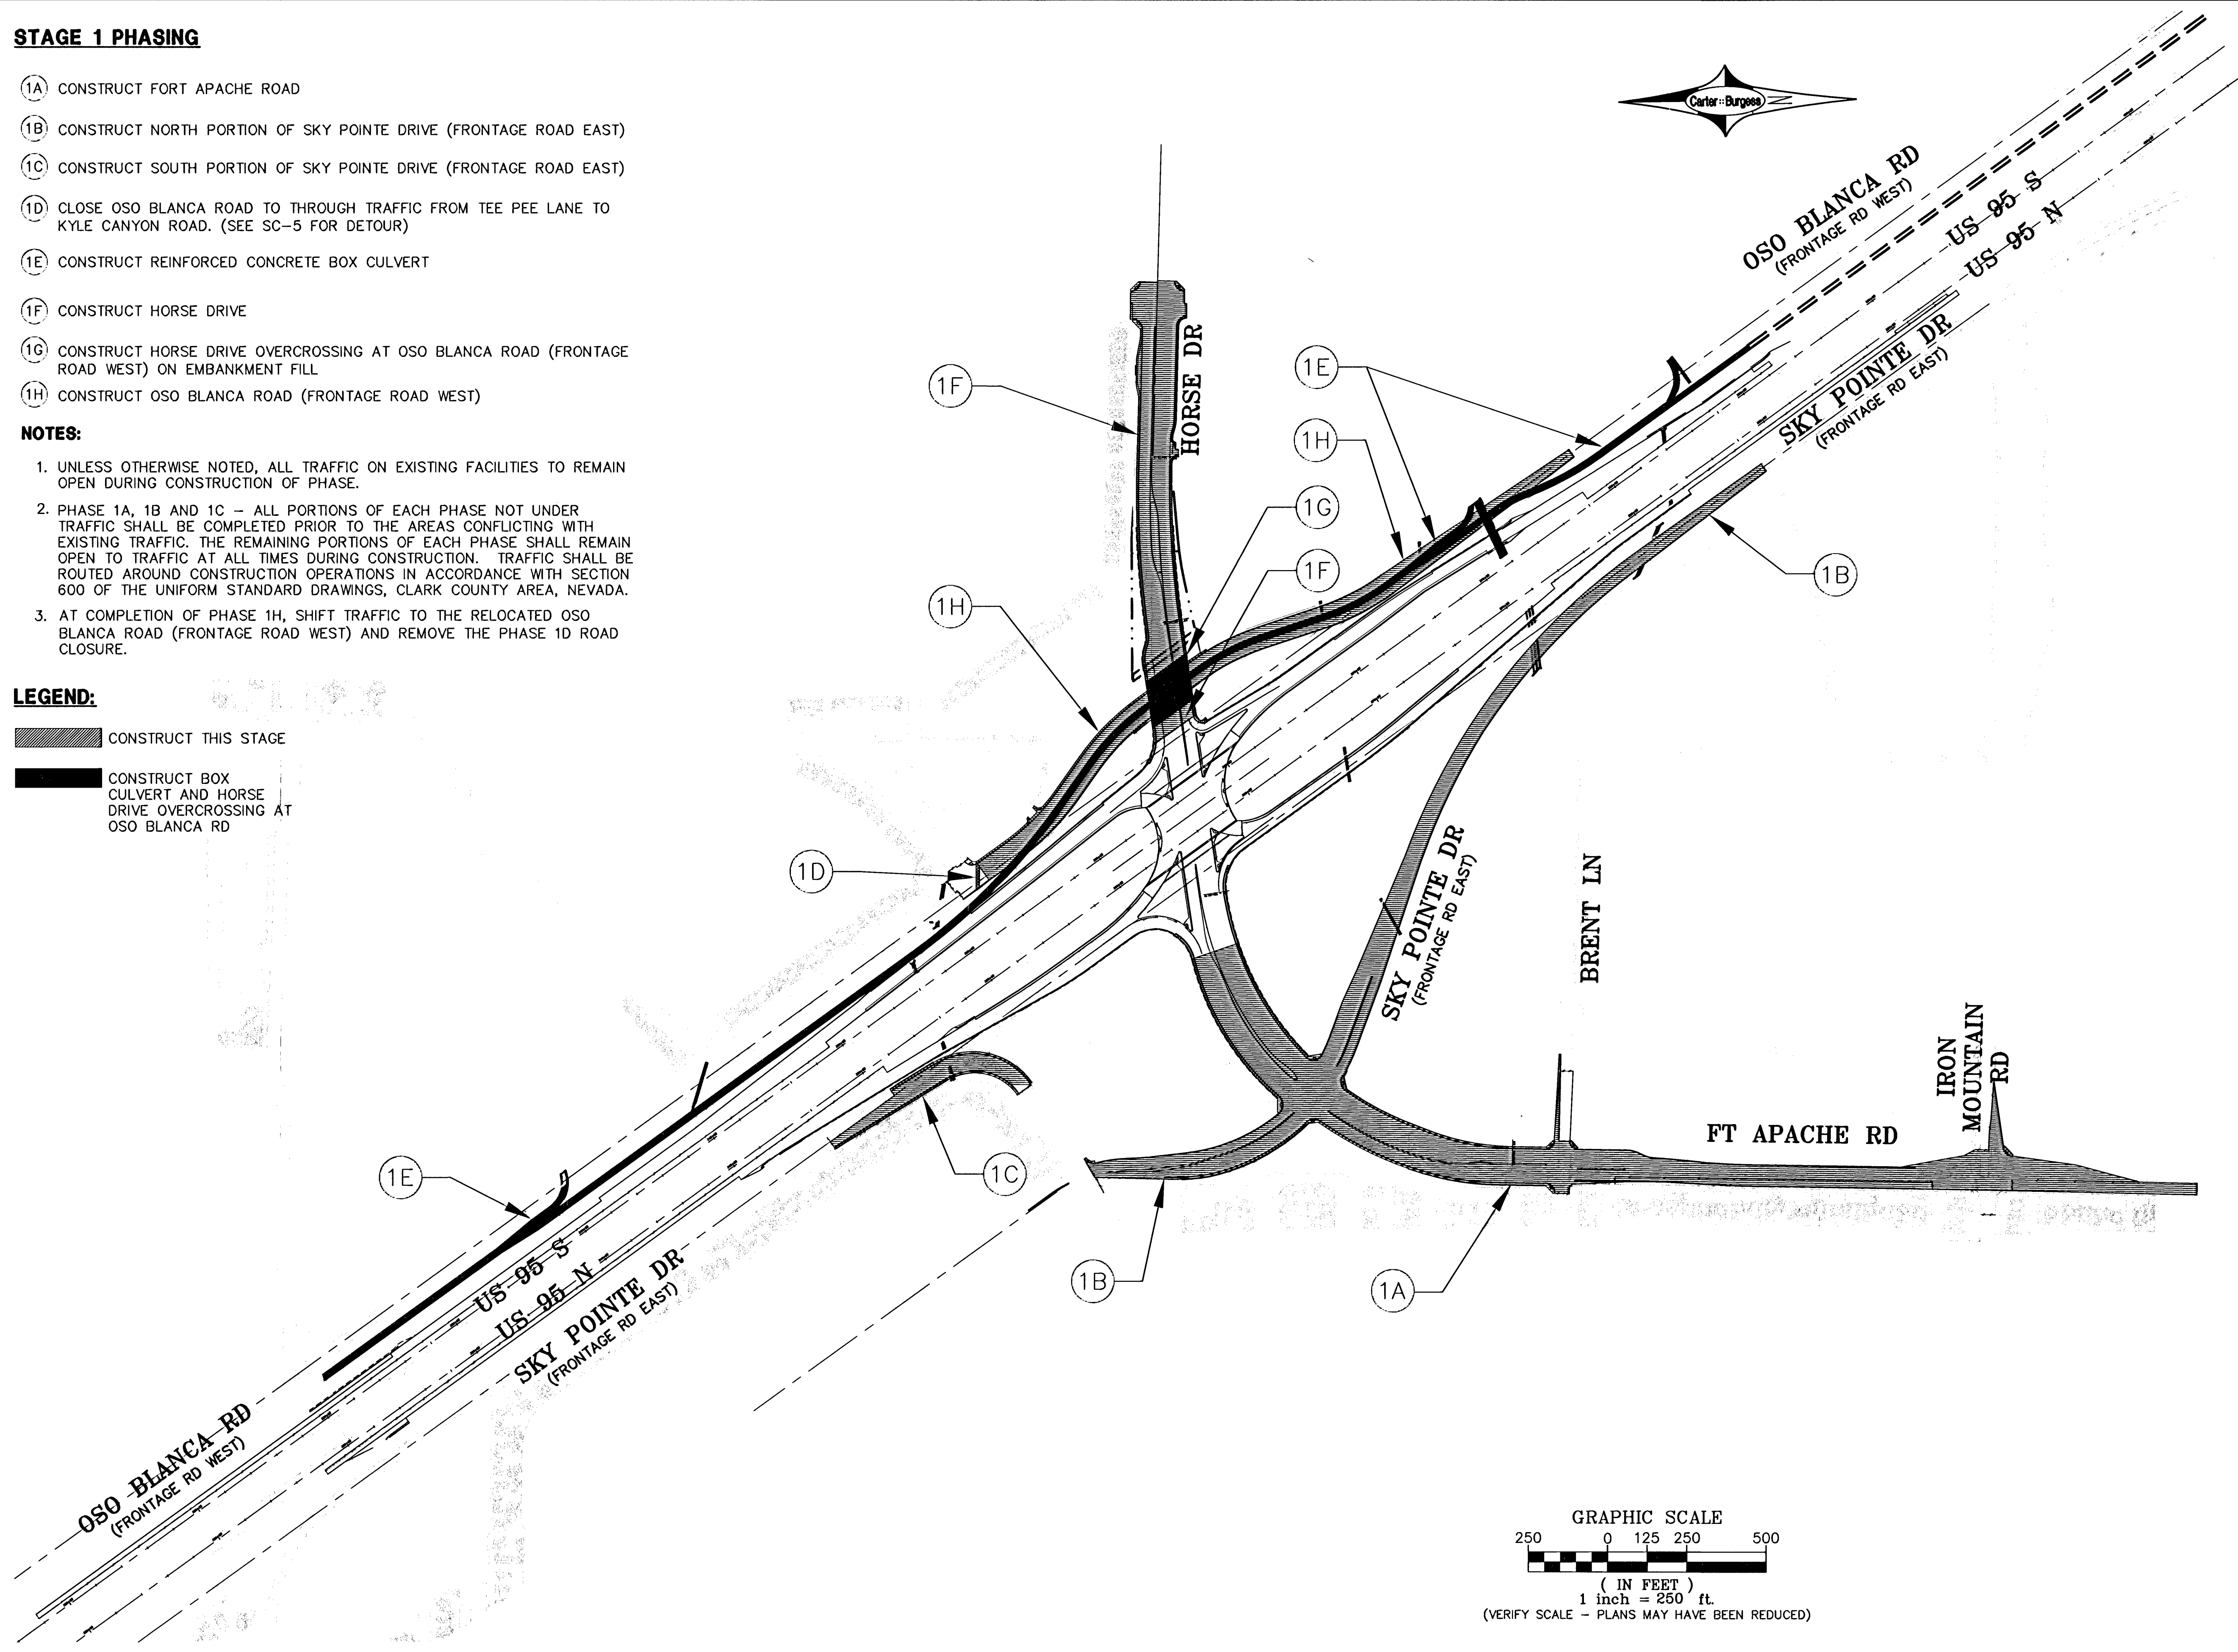 STAGE 1 PHASING
1A CONSTRUCT FORT APACHE ROAD
1B CONSTRUCT NORTH PORTION OF SKY POINTE DRIVE (FRONTAGE ROAD EAST)
1C CONSTRUCT SOUTH PORTION OF SKY POINTE DRIVE (FRONTAGE ROAD EAST)
1D CLOSE OSO BLANCA ROAD TO THROUGH TRAFFIC FROM TEE PEE LANE TO
KYLE CANYON ROAD. (SEE SC-5 FOR DETOUR)
1E CONSTRUCT REINFORCED CONCRETE BOX CULVERT
1F CONSTRUCT HORSE DRIVE
1G CONSTRUCT HORSE DRIVE OVERCROSSING AT OSO BLANCA ROAD (FRONTAGE
ROAD WEST) ON EMBANKMENT FILL
1H CONSTRUCT OSO BLANCA ROAD (FRONTAGE ROAD WEST)
NOTES:
1. UNLESS OTHERWISE NOTED, ALL TRAFFIC ON EXISTING FACILITIES TO REMAIN
OPEN DURING CONSTRUCTION OF PHASE.
2. PHASE 1A, 1B AND 1C - ALL PORTIONS OF EACH PHASE NOT UNDER
TRAFFIC SHALL BE COMPLETED PRIOR TO THE AREAS CONFLICTING WITH
EXISTING TRAFFIC. THE REMAINING PORTIONS OF EACH PHASE SHALL REMAIN
OPEN TO TRAFFIC AT ALL TIMES DURING CONSTRUCTION. TRAFFIC SHALL BE
ROUTED AROUND CONSTRUCTION OPERATIONS IN ACCORDANCE WITH SECTION
600 OF THE UNIFORM STANDARD DRAWINGS, CLARK COUNTY AREA, NEVADA.
3. AT COMPLETION OF PHASE 1H, SHIFT TRAFFIC TO THE RELOCATED OSO
BLANCA ROAD (FRONTAGE ROAD WEST) AND REMOVE THE PHASE 1D ROAD
CLOSURE.
LEGEND:
CONSTRUCT THIS STAGE
CONSTRUCT BOX
CULVERT AND HORSE
DRIVE OVERCROSSING AT
OSO BLANCA RD
Carter::Burgess
N
OSO BLANCA RD
(FRONTAGE RD WEST)
US 95 S
US 95 N
SKY POINTE DR
(FRONTAGE RD EAST)
HORSE DR
1F
1E
1H
1G
1F
1B
1H
1D
SKY POINTE DR
(FRONTAGE RD EAST)
BRENT LN
IRON
MOUNTAIN
RD
FT APACHE RD
1C
1E
1B
1A
US 95 S
US 95 N
SKY POINTE DR
(FRONTAGE RD EAST)
OSO BLANCA RD
(FRONTAGE RD WEST)
GRAPHIC SCALE
250 0 125 250 500
( IN FEET )
1 inch = 250 ft.
(VERIFY SCALE - PLANS MAY HAVE BEEN REDUCED)